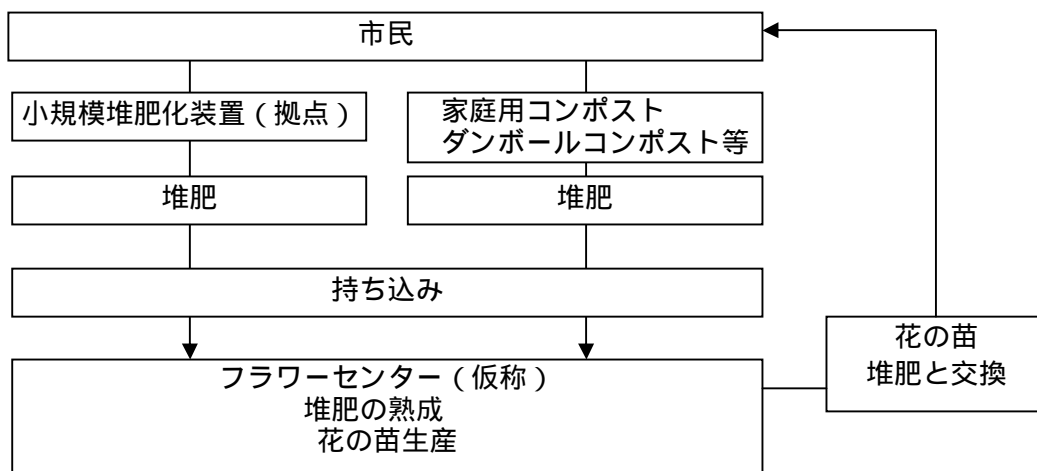 市民
小規模堆肥化装置（拠点）
家庭用コンポスト
ダンボールコンポスト等
堆肥
堆肥
持ち込み
フラワーセンター（仮称）
堆肥の熟成
花の苗生産
花の苗
堆肥と交換